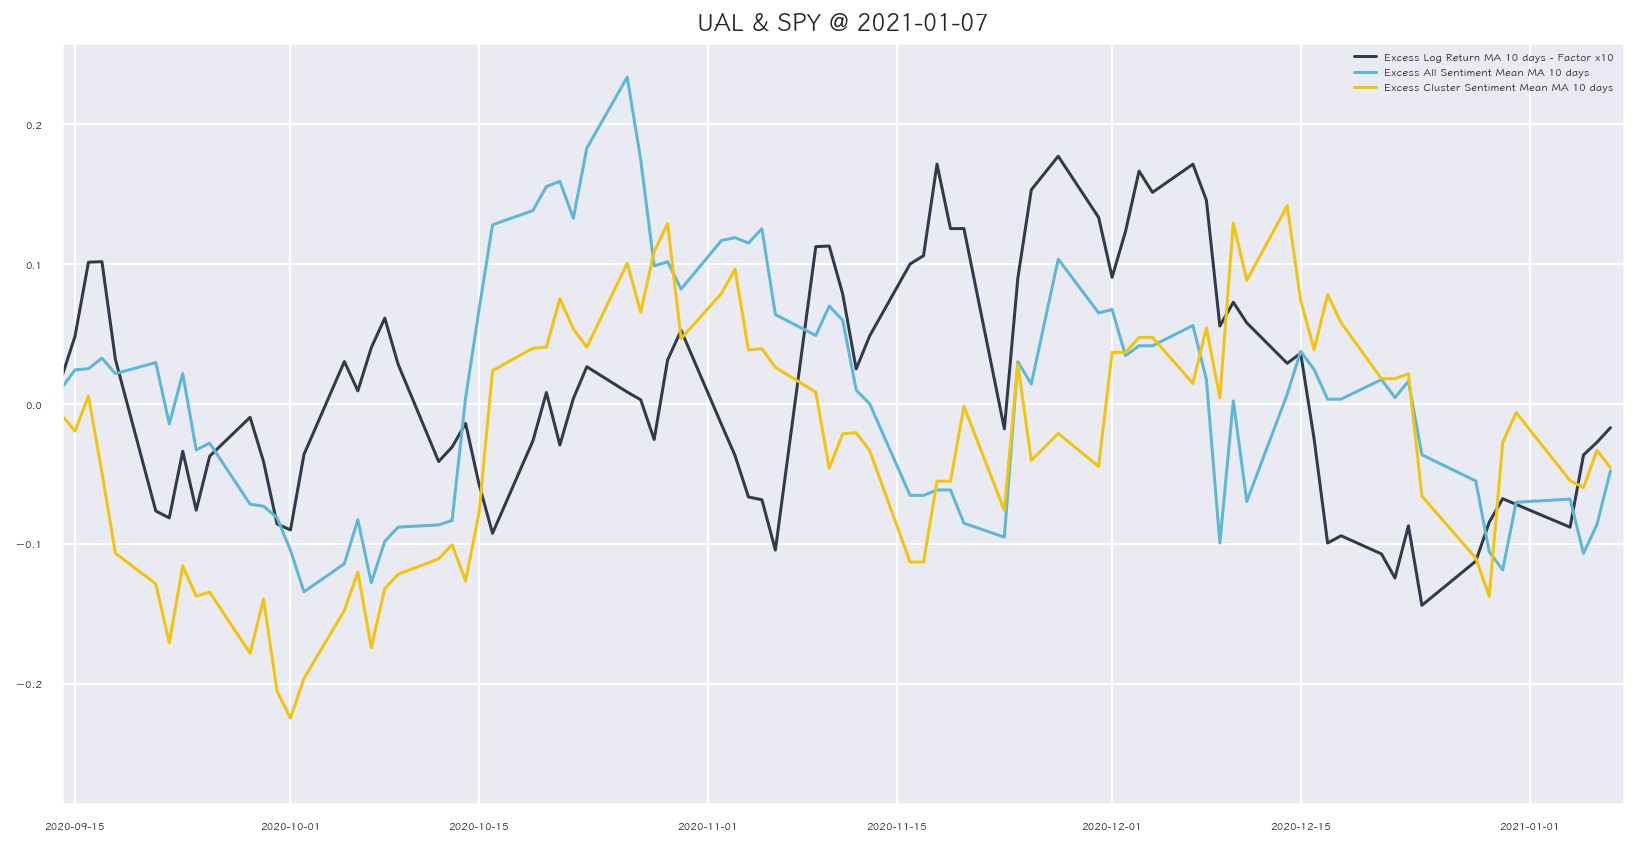 UAL & SPY @ 2021-01-07
Excess Log Return MA 10 days - Factor x10
Excess All Sentiment Mean MA 10 days
Excess Cluster Sentiment Mean MA 10 days
0.2
0.1
0.0
−0.1
−0.2
2020-09-15 2020-10-01 2020-10-15 2020-11-01 2020-11-15 2020-12-01 2020-12-15 2021-01-01